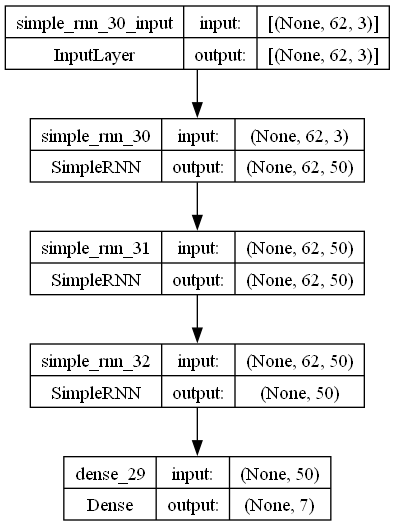 simple_rnn_30_input input: [(None, 62, 3)]
InputLayer output: [(None, 62, 3)]
simple_rnn_30 input: (None, 62, 3)
SimpleRNN output: (None, 62, 50)
simple_rnn_31 input: (None, 62, 50)
SimpleRNN output: (None, 62, 50)
simple_rnn_32 input: (None, 62, 50)
SimpleRNN output: (None, 50)
dense_29 input: (None, 50)
Dense output: (None, 7)